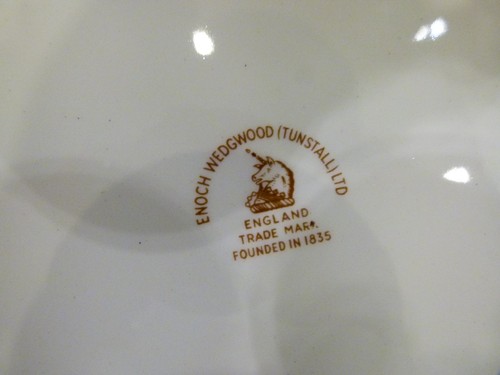 ENOCH WEDGWOOD (TUNSTALL) LTD
ENGLAND
TRADE MARK
FOUNDED IN 1835